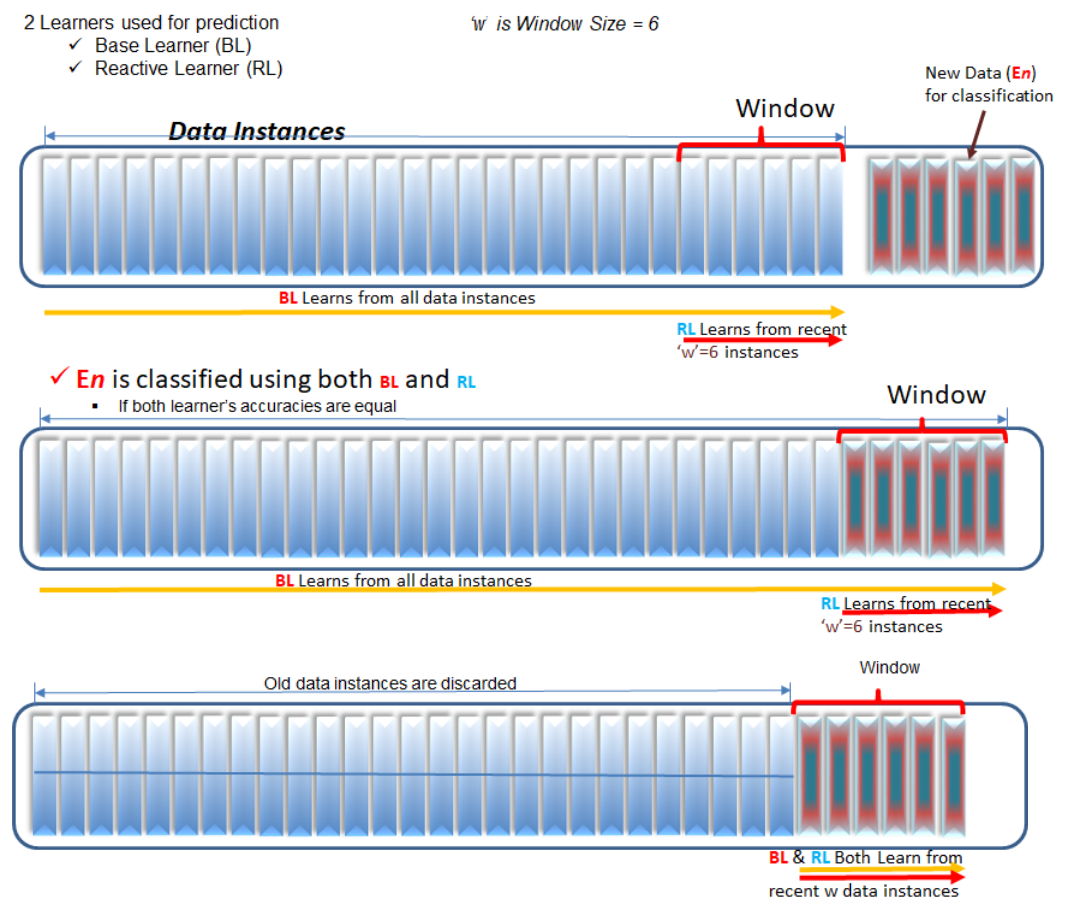 2 Learners used for prediction
✓ Base Learner (BL)
✓ Reactive Learner (RL)
'w' is Window Size = 6
New Data (En)
for classification
Window
Data Instances
BL Learns from all data instances
RL Learns from recent
'w'=6 instances
✓ En is classified using both BL and RL
▪ If both learner's accuracies are equal
Window
BL Learns from all data instances
RL Learns from recent
'w'=6 instances
Window
Old data instances are discarded
BL & RL Both Learn from
recent w data instances